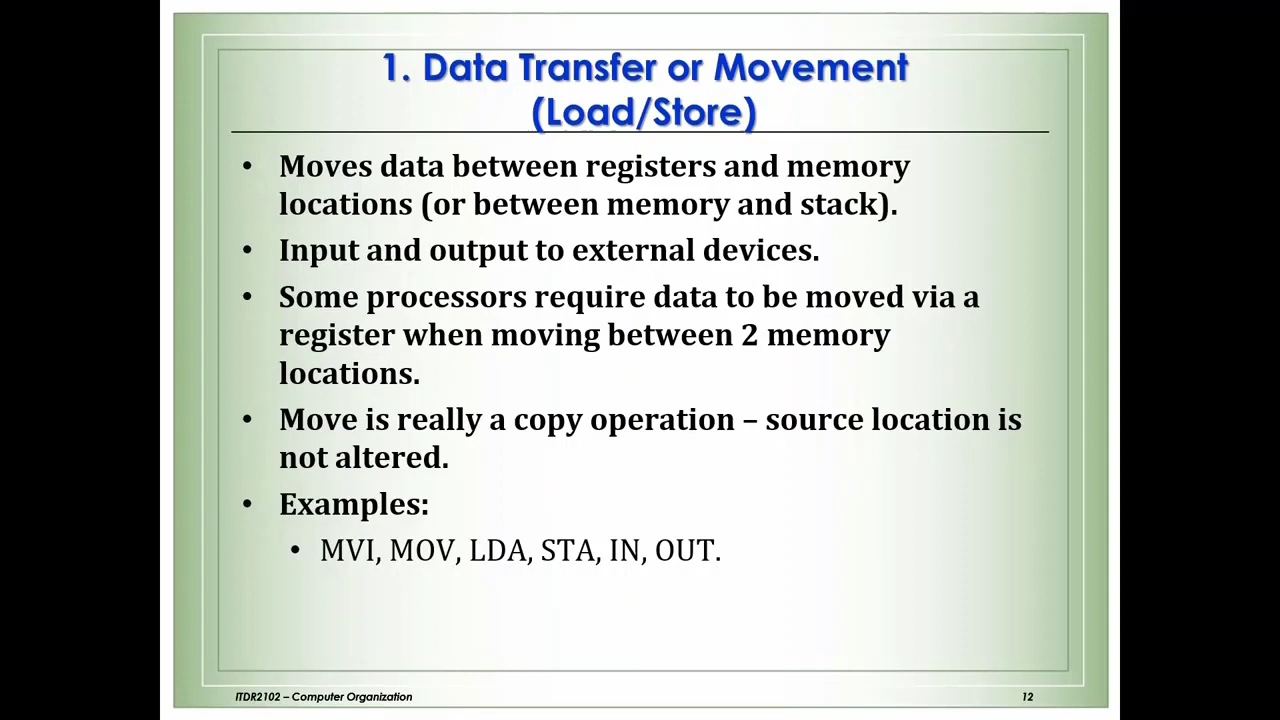 1. Data Transfer or Movement
(Load/Store)
• Moves data between registers and memory
locations (or between memory and stack).
• Input and output to external devices.
• Some processors require data to be moved via a
register when moving between 2 memory
locations.
• Move is really a copy operation – source location is
not altered.
• Examples:
• MVI, MOV, LDA, STA, IN, OUT.
ITDR2102 – Computer Organization 12